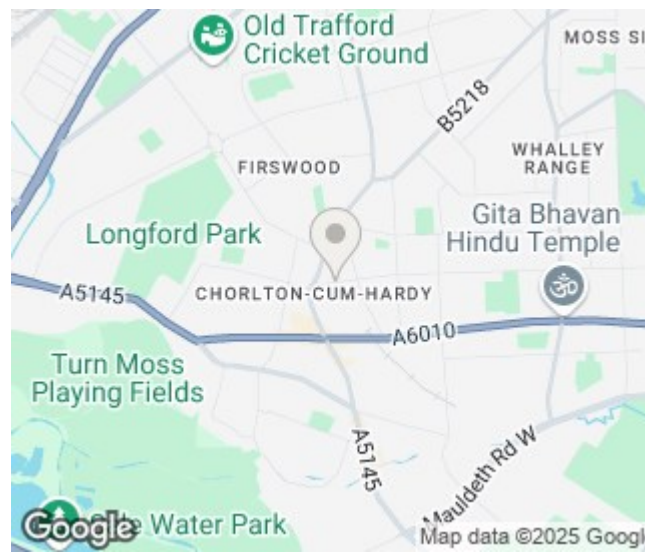 Old Trafford
Cricket Ground
MOSS SI
B5218
FIRSWOOD
WHALLEY
RANGE
Longford Park
Gita Bhavan
Hindu Temple
A5145
CHORLTON-CUM-HARDY
A6010
Turn Moss
Playing Fields
A5145
Mauldeth Rd W
Water Park
Google
Map data ©2025 Googl